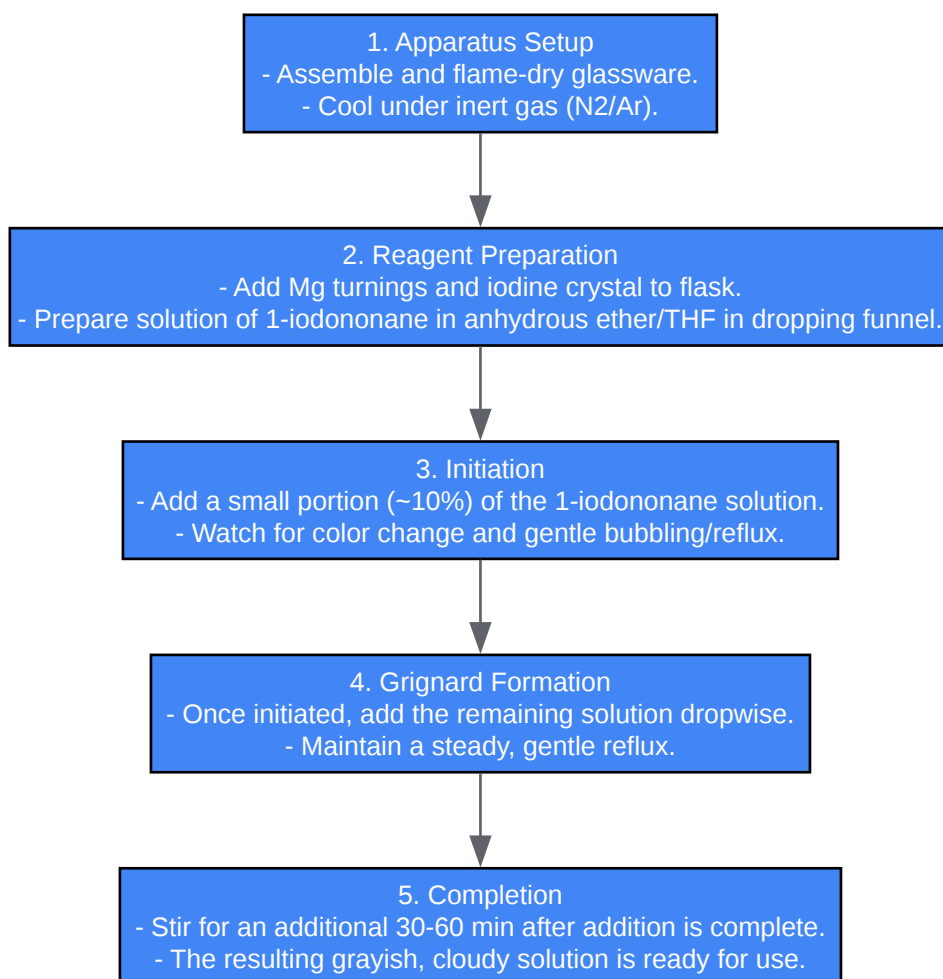 1. Apparatus Setup
- Assemble and flame-dry glassware.
- Cool under inert gas (N2/Ar).
2. Reagent Preparation
- Add Mg turnings and iodine crystal to flask.
- Prepare solution of 1-iodononane in anhydrous ether/THF in dropping funnel.
3. Initiation
- Add a small portion (~10%) of the 1-iodononane solution.
- Watch for color change and gentle bubbling/reflux.
4. Grignard Formation
- Once initiated, add the remaining solution dropwise.
- Maintain a steady, gentle reflux.
5. Completion
- Stir for an additional 30-60 min after addition is complete.
- The resulting grayish, cloudy solution is ready for use.